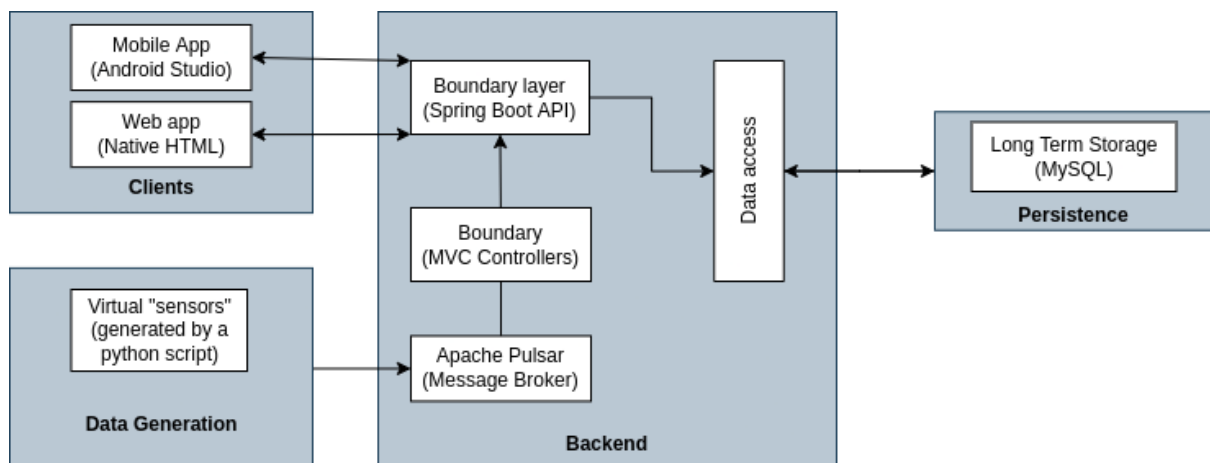 Mobile App
(Android Studio)
Web app
(Native HTML)
Clients
Virtual "sensors"
(generated by a
python script)
Data Generation
Boundary layer
(Spring Boot API)
Boundary
(MVC Controllers)
Apache Pulsar
(Message Broker)
Data access
Backend
Long Term Storage
(MySQL)
Persistence